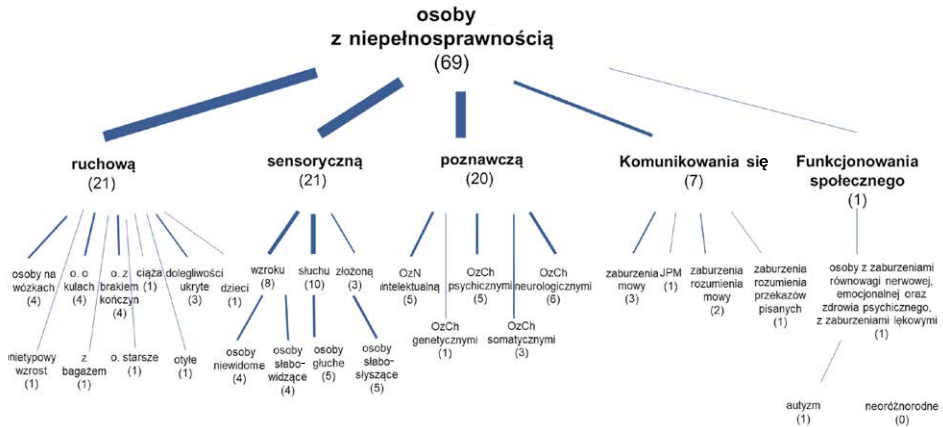 osoby
z niepełnosprawnością
(69)
ruchową
(21)
sensoryczną
(21)
poznawczą
(20)
Komunikowania się
(7)
Funkcjonowania
społecznego
(1)
osoby na
wózkach
(4)
o. o
kulach
(4)
o. z
brakiem
kończyn
(4)
ciąża
(1)
dolegliwości
ukryte
(3)
dzieci
(1)
nietypowy
wzrost
(1)
z
bagażem
(1)
o. starsze
(1)
otyłe
(1)
wzroku
(8)
słuchu
(10)
złożoną
(3)
osoby
niewidome
(4)
osoby
słabo-
widzące
(4)
osoby
głuche
(5)
osoby
słabo-
słyszące
(5)
OzN
intelektualną
(5)
OzCh
psychicznymi
(5)
OzCh
neurologicznymi
(6)
OzCh
genetycznymi
(1)
OzCh
somatycznymi
(3)
zaburzenia
mowy
(3)
JPM
(1)
zaburzenia
rozumienia
mowy
(2)
zaburzenia
rozumienia
przekazów
pisanych
(1)
osoby z zaburzeniami
równowagi nerwowej,
emocjonalnej oraz
zdrowia psychicznego,
z zaburzeniami lękowymi
(1)
autyzm
(1)
neoróżnorodne
(0)